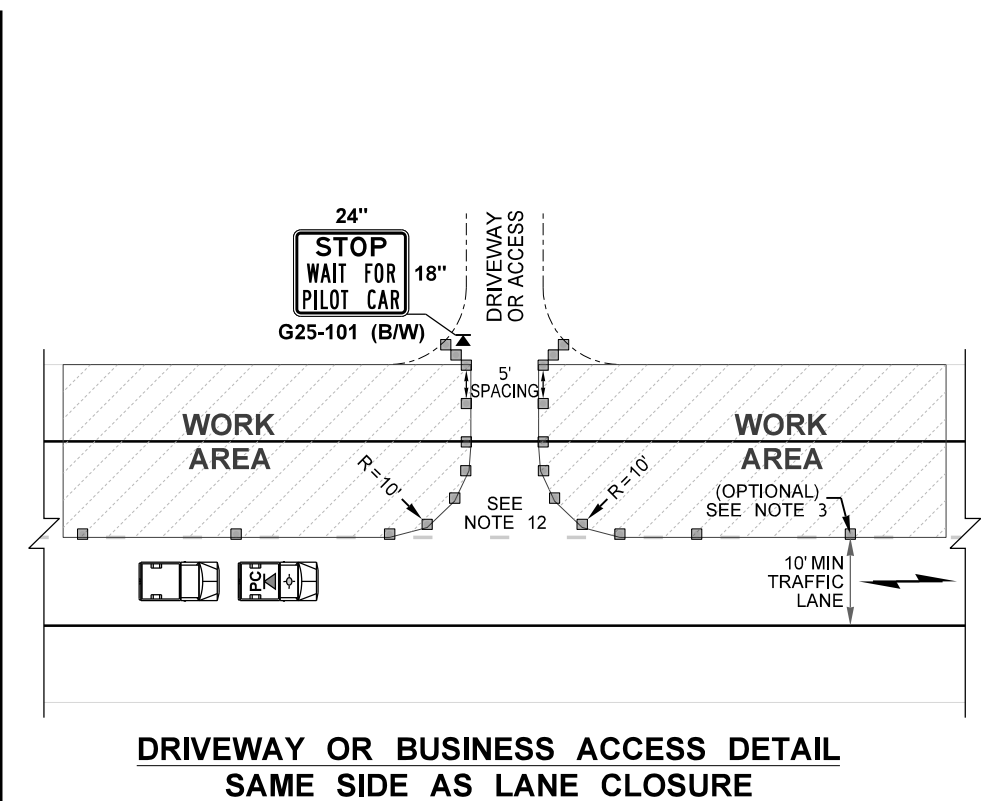 24"
STOP
WAIT FOR
PILOT CAR
18"
G25-101 (B/W)
DRIVEWAY
OR ACCESS
5'
SPACING
WORK
AREA
WORK
AREA
R = 10'
R = 10'
SEE
NOTE 12
(OPTIONAL)
SEE NOTE 3
10' MIN
TRAFFIC
LANE
PC
DRIVEWAY OR BUSINESS ACCESS DETAIL
SAME SIDE AS LANE CLOSURE